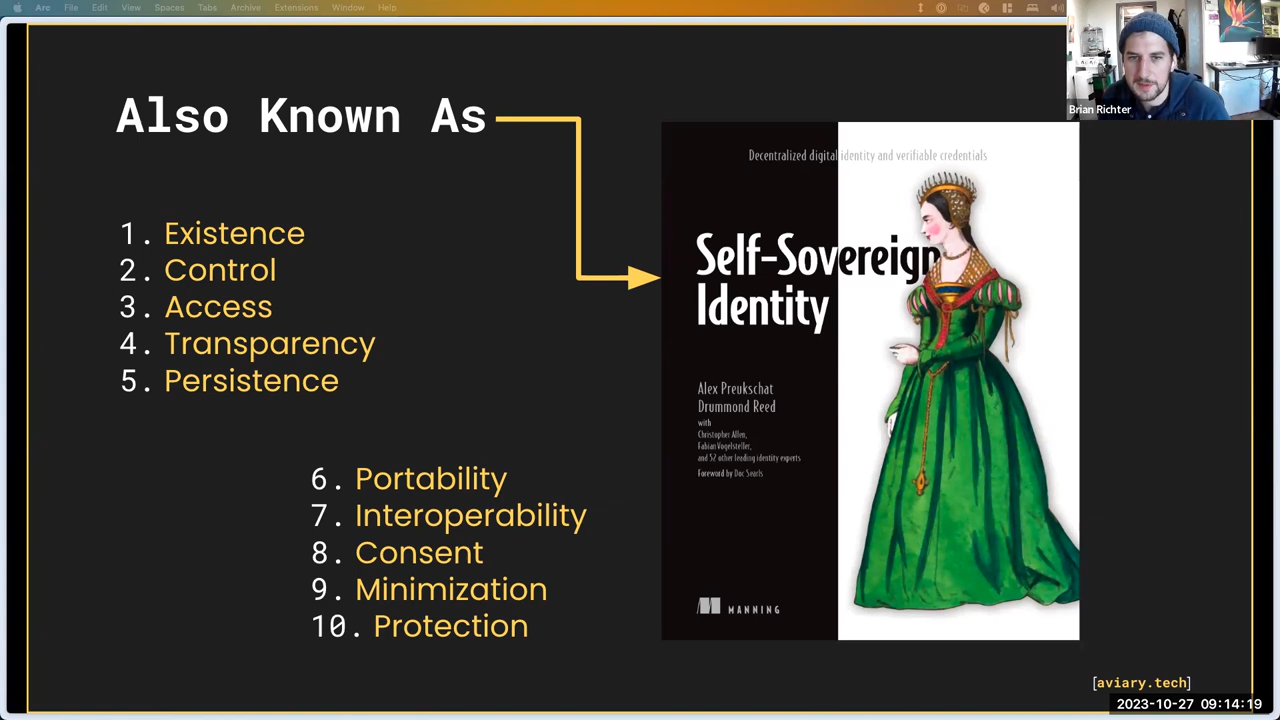 Arc File Edit View Spaces Tabs Archive Extensions Window Help
Brian Richter
Also Known As
1. Existence
2. Control
3. Access
4. Transparency
5. Persistence
6. Portability
7. Interoperability
8. Consent
9. Minimization
10. Protection
Decentralized digital identity and verifiable credentials
Self-Sovereign
Identity
Alex Preukschat
Drummond Reed
with
Christopher Allen,
Fabian Vogelsteller,
and 52 other leading identity experts
Foreword by Doc Searls
MANNING
[aviary.tech]
2023-10-27 09:14:19